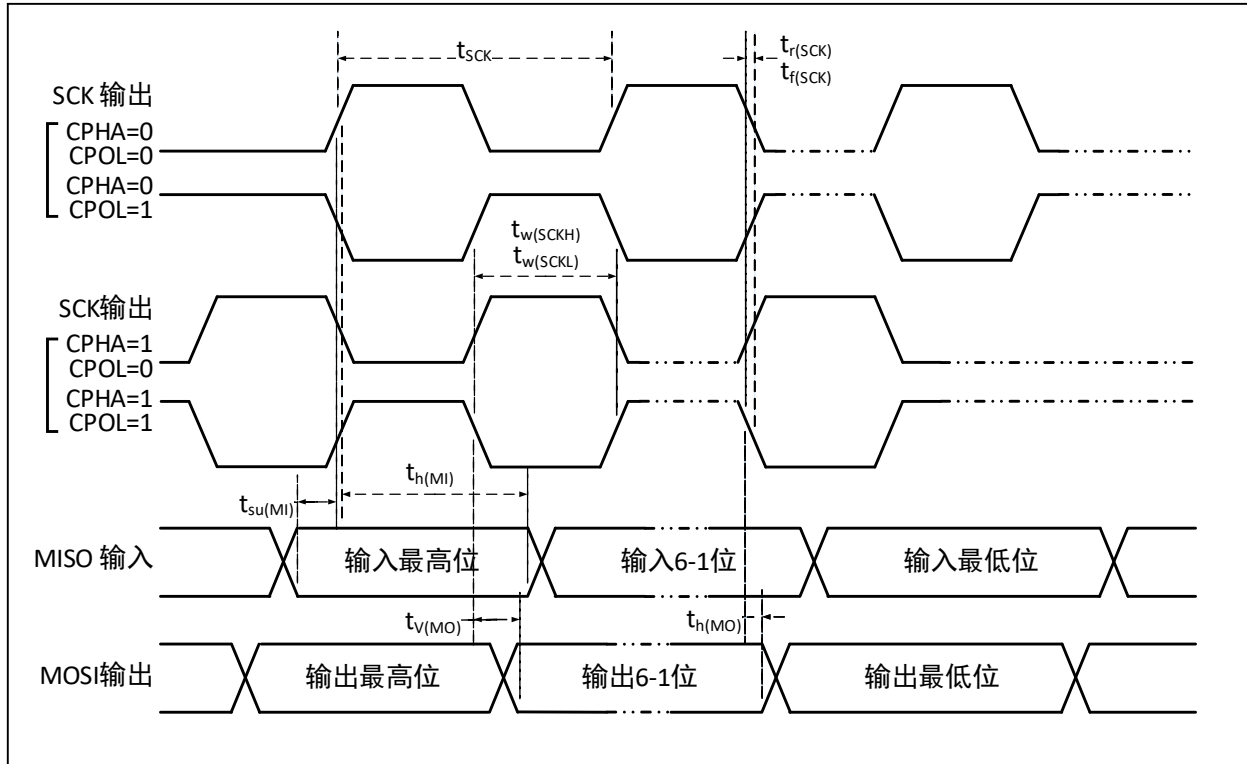 tSCK
tr(SCK)
tf(SCK)
SCK 输出
CPHA=0
CPOL=0
CPHA=0
CPOL=1
tw(SCKH)
tw(SCKL)
SCK输出
CPHA=1
CPOL=0
CPHA=1
CPOL=1
tsu(MI)
th(MI)
MISO 输入
输入最高位
输入6-1位
输入最低位
tV(MO)
th(MO)
MOSI输出
输出最高位
输出6-1位
输出最低位